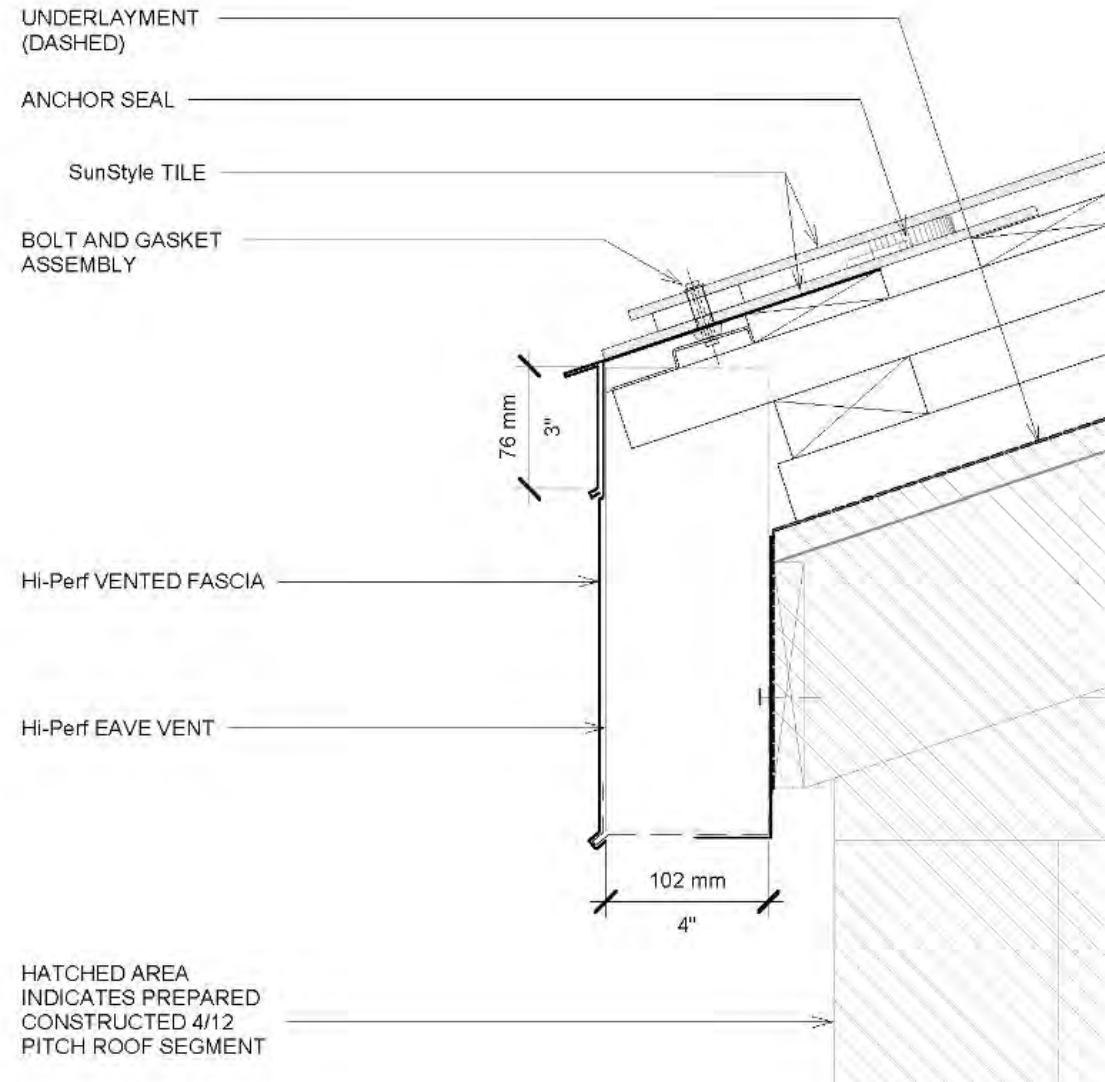 UNDERLAYMENT
(DASHED)
ANCHOR SEAL
SunStyle TILE
BOLT AND GASKET
ASSEMBLY
76 mm
3"
Hi-Perf VENTED FASCIA
Hi-Perf EAVE VENT
102 mm
4"
HATCHED AREA
INDICATES PREPARED
CONSTRUCTED 4/12
PITCH ROOF SEGMENT